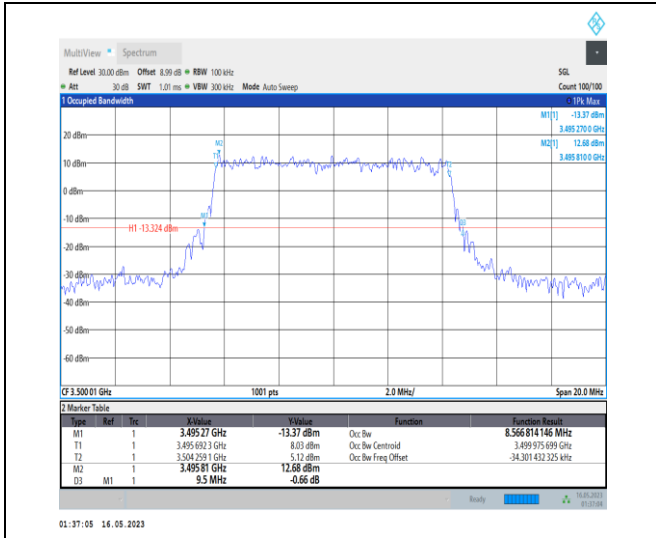 MultiView Spectrum
Ref Level 30.00 dBm Offset 8.99 dB RBW 100 kHz SGL
Att 30 dB SWT 1.01 ms VBW 300 kHz Mode Auto Sweep Count 100/100
1 Occupied Bandwidth 1Pk Max
M1[1] -13.37 dBm
3.495 270 0 GHz
M2[1] 12.68 dBm
3.495 810 0 GHz
20 dBm
M2
T1
10 dBm
0 dBm
-10 dBm
M1
H1 -13.324 dBm
-30 dBm
-40 dBm
-50 dBm
-60 dBm
CF 3.500 01 GHz 1001 pts 2.0 MHz/ Span 20.0 MHz
2 Marker Table
Type Ref Trc X-Value Y-Value Function Function Result
M1 1 3.495 27 GHz -13.37 dBm Occ Bw 8.566 814 146 MHz
T1 1 3.495 692 3 GHz 8.03 dBm Occ Bw Centroid 3.499 975 699 GHz
T2 1 3.504 259 1 GHz 5.12 dBm Occ Bw Freq Offset -34.301 432 325 kHz
M2 1 3.495 81 GHz 12.68 dBm
D3 M1 1 9.5 MHz -0.66 dB
Ready 16.05.2023
01:37:04
01:37:05 16.05.2023